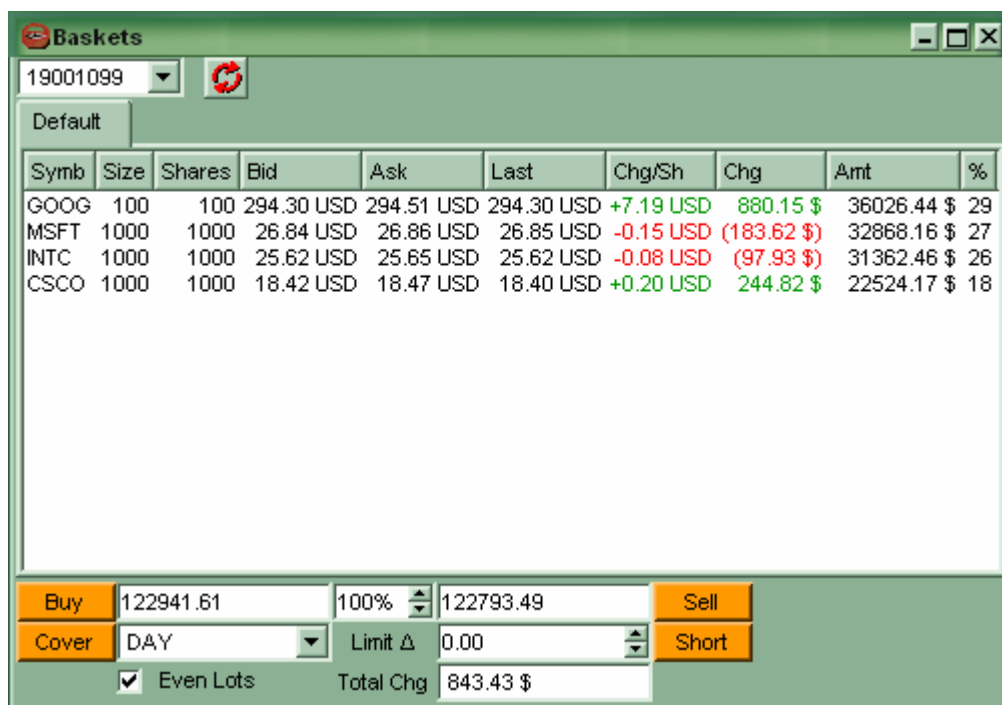 Baskets
19001099
Default
Symb Size Shares Bid Ask Last Chg/Sh Chg Amt %
GOOG 100 100 294.30 USD 294.51 USD 294.30 USD +7.19 USD 880.15 $ 36026.44 $ 29
MSFT 1000 1000 26.84 USD 26.86 USD 26.85 USD -0.15 USD (183.62 $) 32868.16 $ 27
INTC 1000 1000 25.62 USD 25.65 USD 25.62 USD -0.08 USD (97.93 $) 31362.46 $ 26
CSCO 1000 1000 18.42 USD 18.47 USD 18.40 USD +0.20 USD 244.82 $ 22524.17 $ 18
Buy 122941.61 100% 122793.49 Sell
Cover DAY Limit Δ 0.00 Short
Even Lots Total Chg 843.43 $